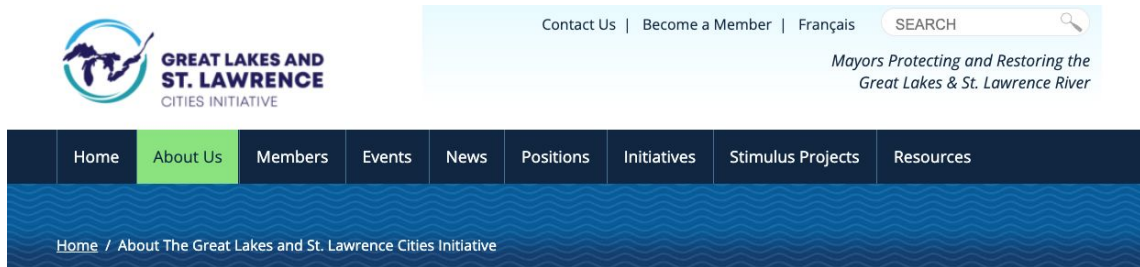 Contact Us | Become a Member | Français SEARCH
GREAT LAKES AND
ST. LAWRENCE
CITIES INITIATIVE
Mayors Protecting and Restoring the
Great Lakes & St. Lawrence River
Home About Us Members Events News Positions Initiatives Stimulus Projects Resources
Home / About The Great Lakes and St. Lawrence Cities Initiative